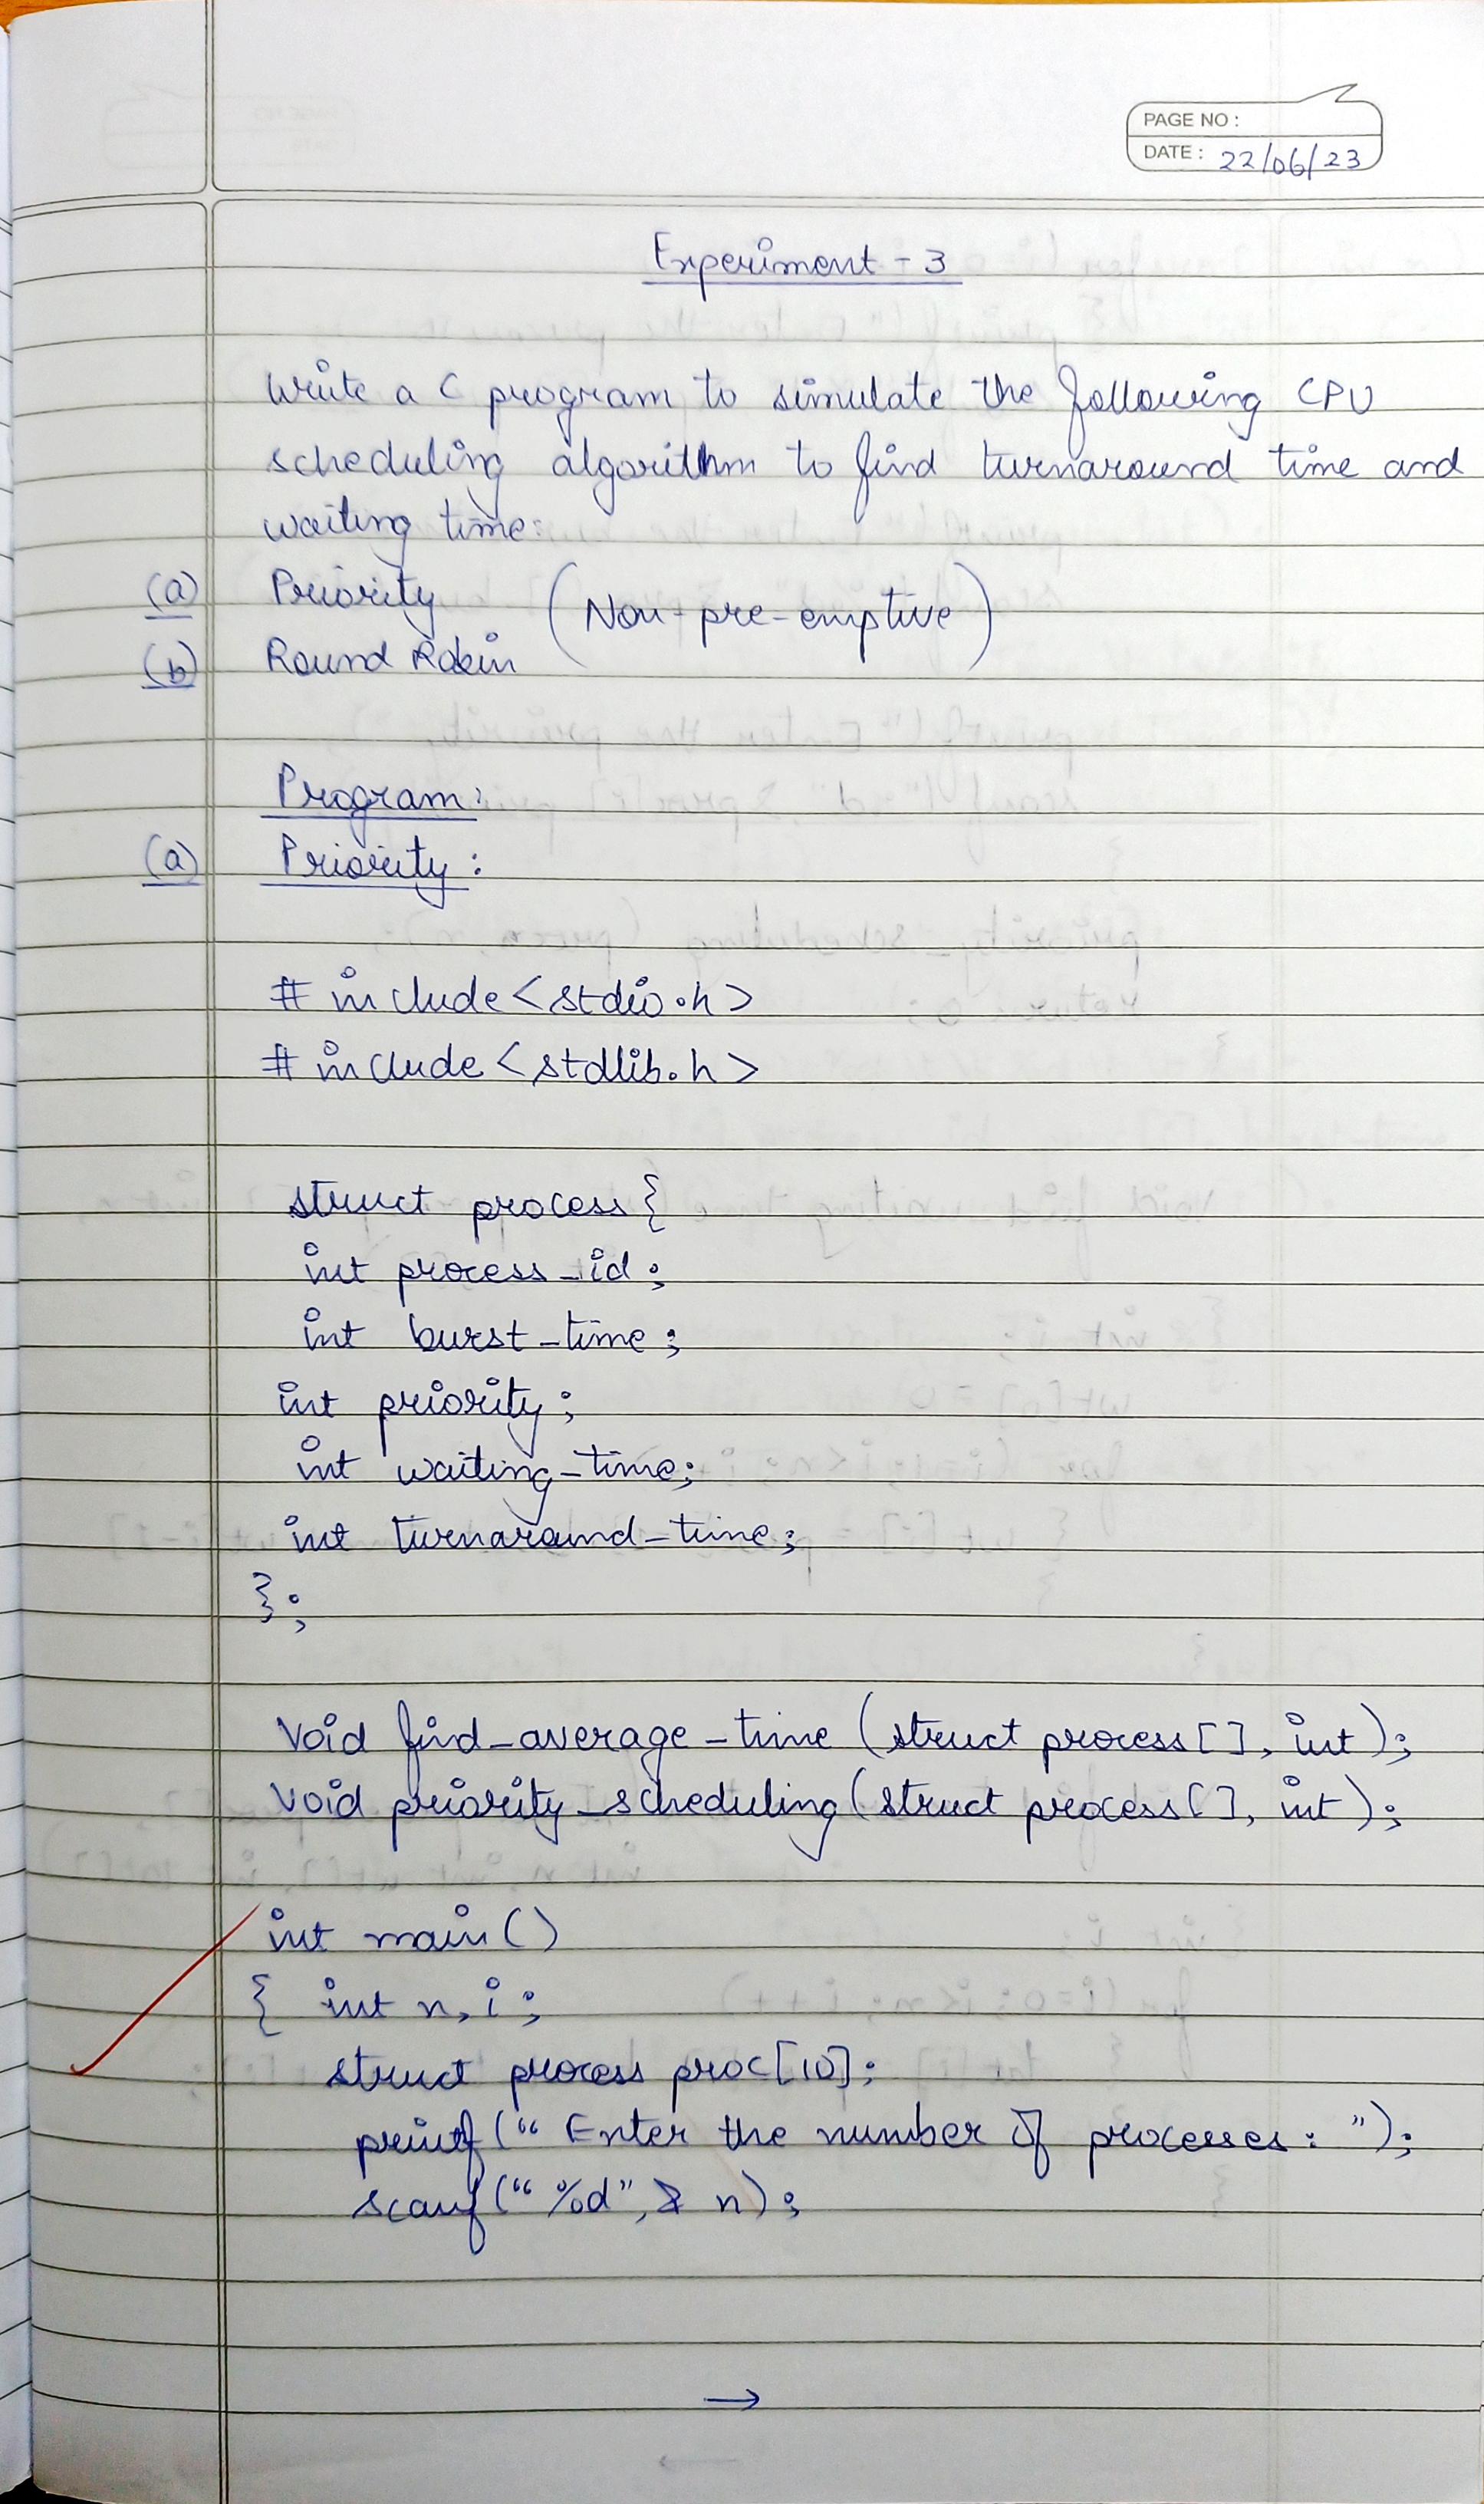 PAGE NO :
DATE : 22/06/23
Experiment - 3
Write a C program to simulate the following CPU
scheduling algorithm to find turnaround time and
waiting time:
(a) Priority (Non-pre-emptive)
(b) Round Robin
Program:
(a) Priority:
# include <stdio.h>
# include <stdlib.h>
struct process {
int process_id;
int burst_time;
int priority;
int waiting_time;
int turnaround_time;
};
Void find_average_time (struct process[], int);
Void priority_scheduling (struct process[], int);
int main()
{ int n, i;
struct process proc[10];
printf(“ Enter the number of processes: ”);
scanf(“ %d”, & n);
→